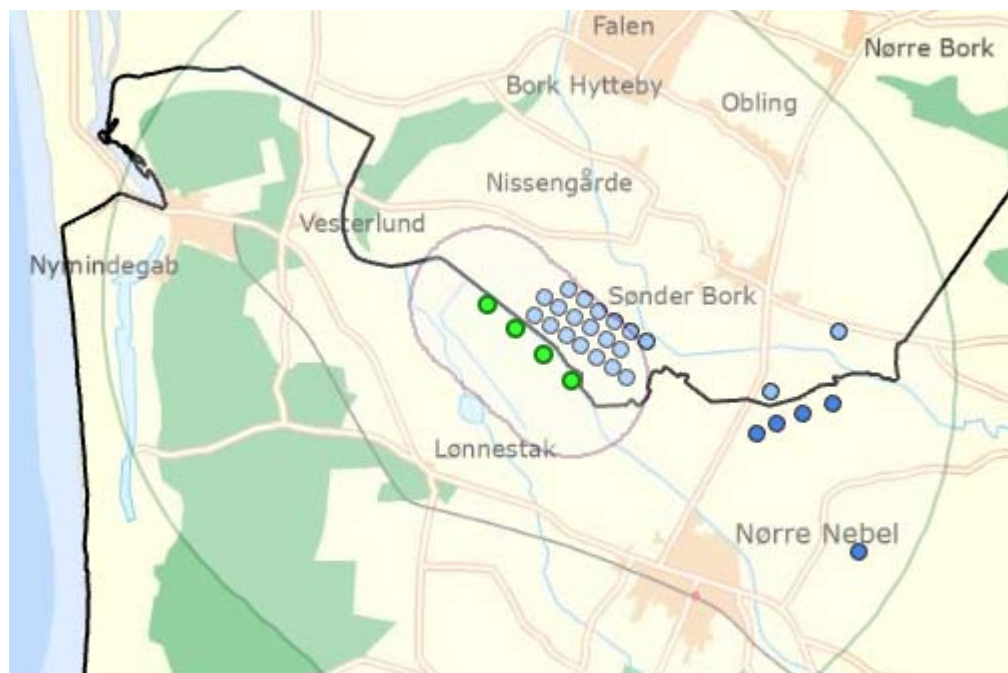 Falen
Nørre Bork
Bork Hytteby
Obling
Nissengårde
Vesterlund
Nymindegab
Sønder Bork
Lønnestak
Nørre Nebel